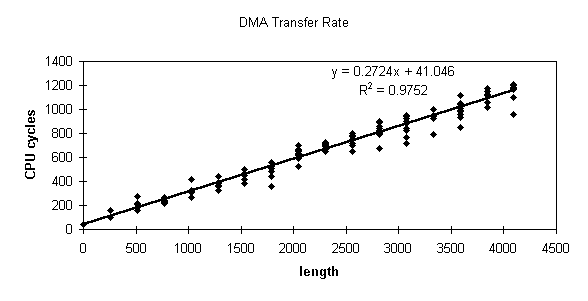 DMA Transfer Rate
y = 0.2724x + 41.046
R² = 0.9752
1400
1200
1000
800
600
400
200
0
CPU cycles
0 500 1000 1500 2000 2500 3000 3500 4000 4500
length